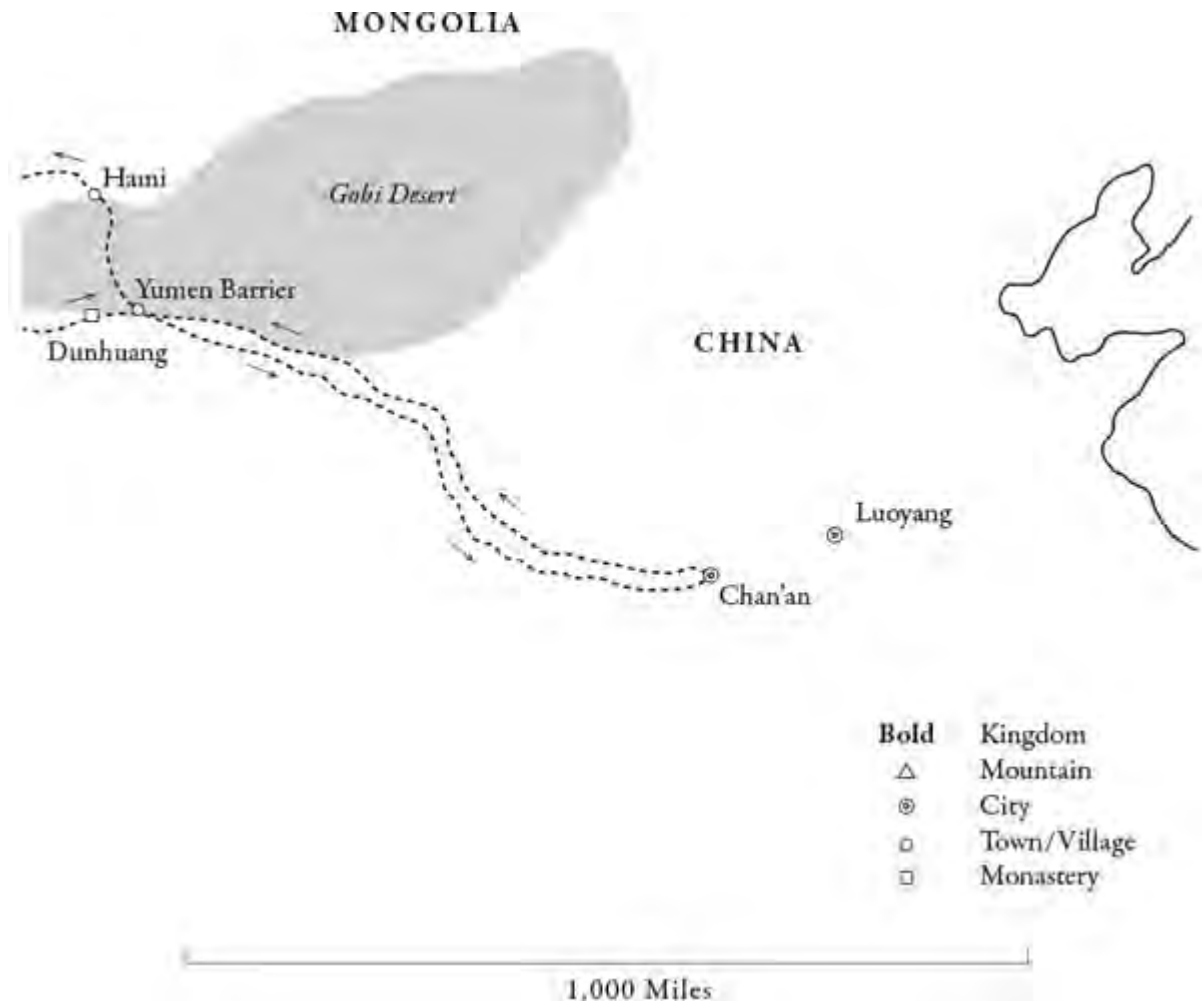 MONGOLIA
Hami
Gobi Desert
Yumen Barrier
Dunhuang
CHINA
Luoyang
Chan'an
Bold Kingdom
Mountain
City
Town/Village
Monastery
1,000 Miles